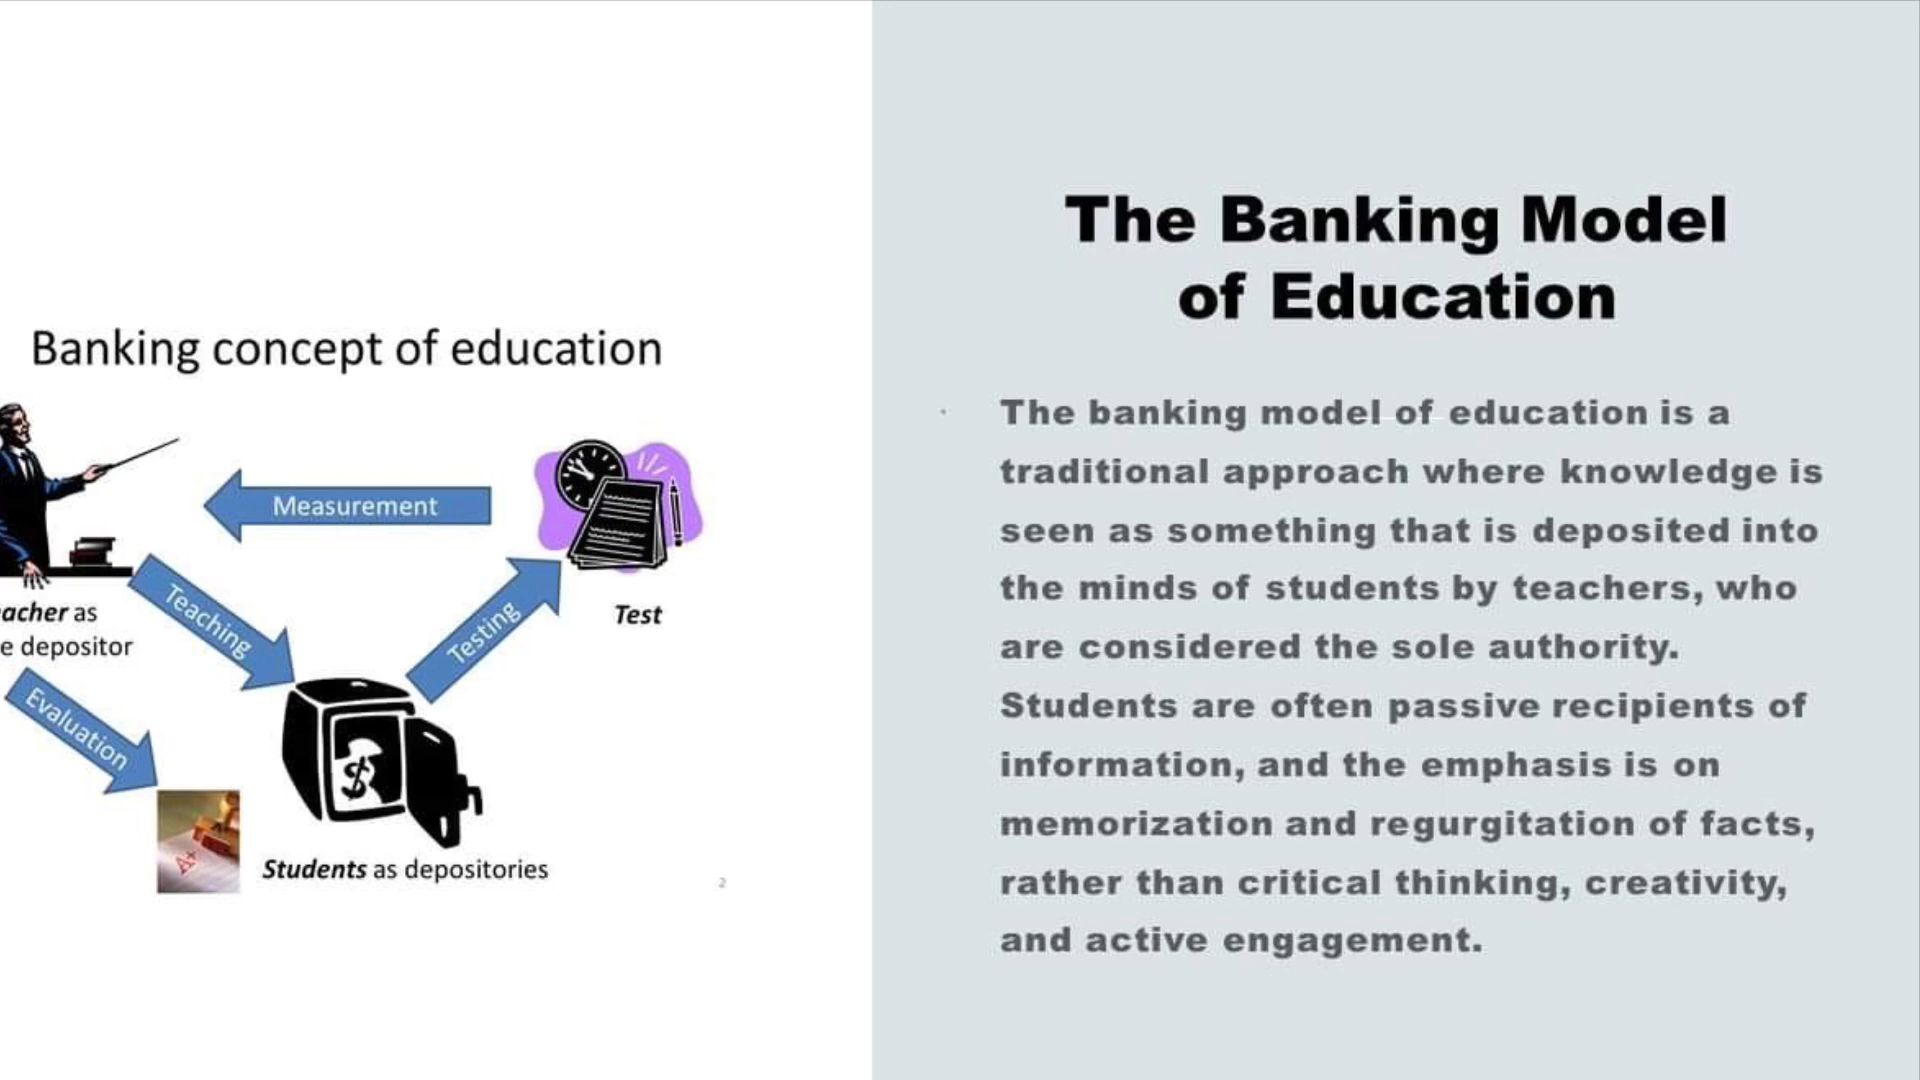 Banking concept of education
Measurement
Teaching
Testing
Evaluation
acher as
e depositor
Test
A+
Students as depositories
2
The Banking Model
of Education
The banking model of education is a
traditional approach where knowledge is
seen as something that is deposited into
the minds of students by teachers, who
are considered the sole authority.
Students are often passive recipients of
information, and the emphasis is on
memorization and regurgitation of facts,
rather than critical thinking, creativity,
and active engagement.